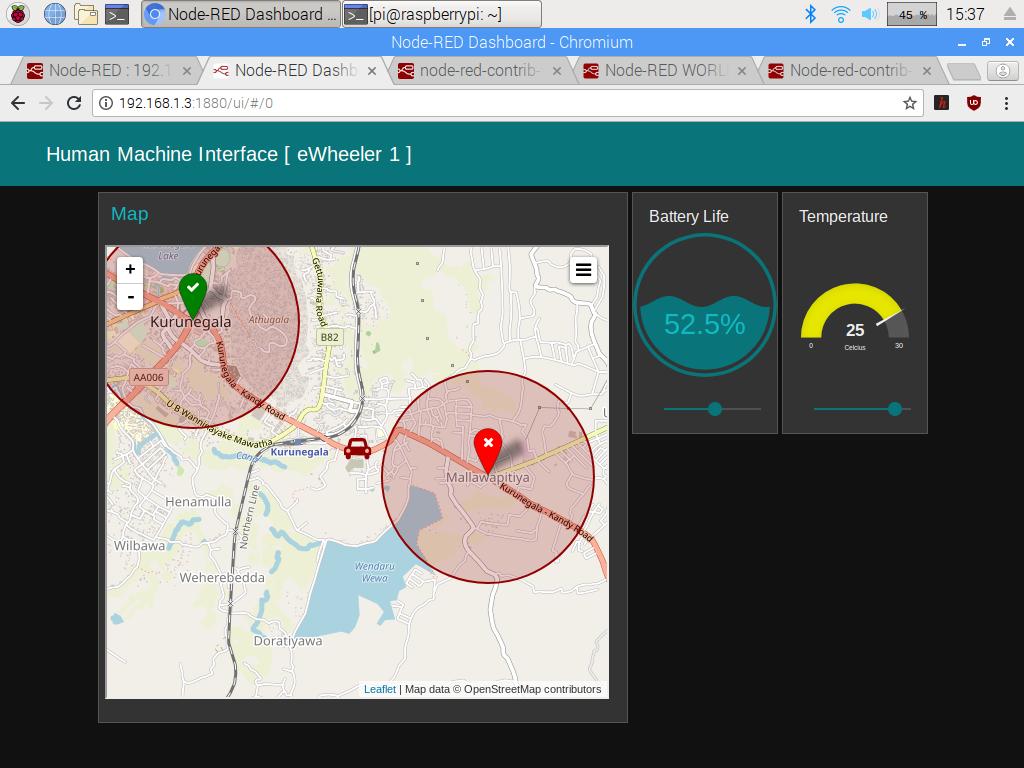 Node-RED Dashboard ...
[pi@raspberrypi: ~]
45 %
15:37
Node-RED Dashboard - Chromium
Node-RED : 192.1
Node-RED Dashb
node-red-contrib-
Node-RED WORL
Node-red-contrib-
192.168.1.3:1880/ui/#/0
Human Machine Interface [ eWheeler 1 ]
Map
Battery Life
Temperature
Lake
Kurunega
Gettuwana Road
+
-
Kurunegala
Athugala
B82
AA006
Kurunegala - Kandy Road
U B Wanninayake Mawatha
Kurunegala
Mallawapitiya
Kurunegala - Kandy Road
Henamulla
Northern Line
Wilbawa
Weherebedda
Wendaru
Wewa
Doratiyawa
Leaflet | Map data © OpenStreetMap contributors
52.5%
25
0
Celcius
30